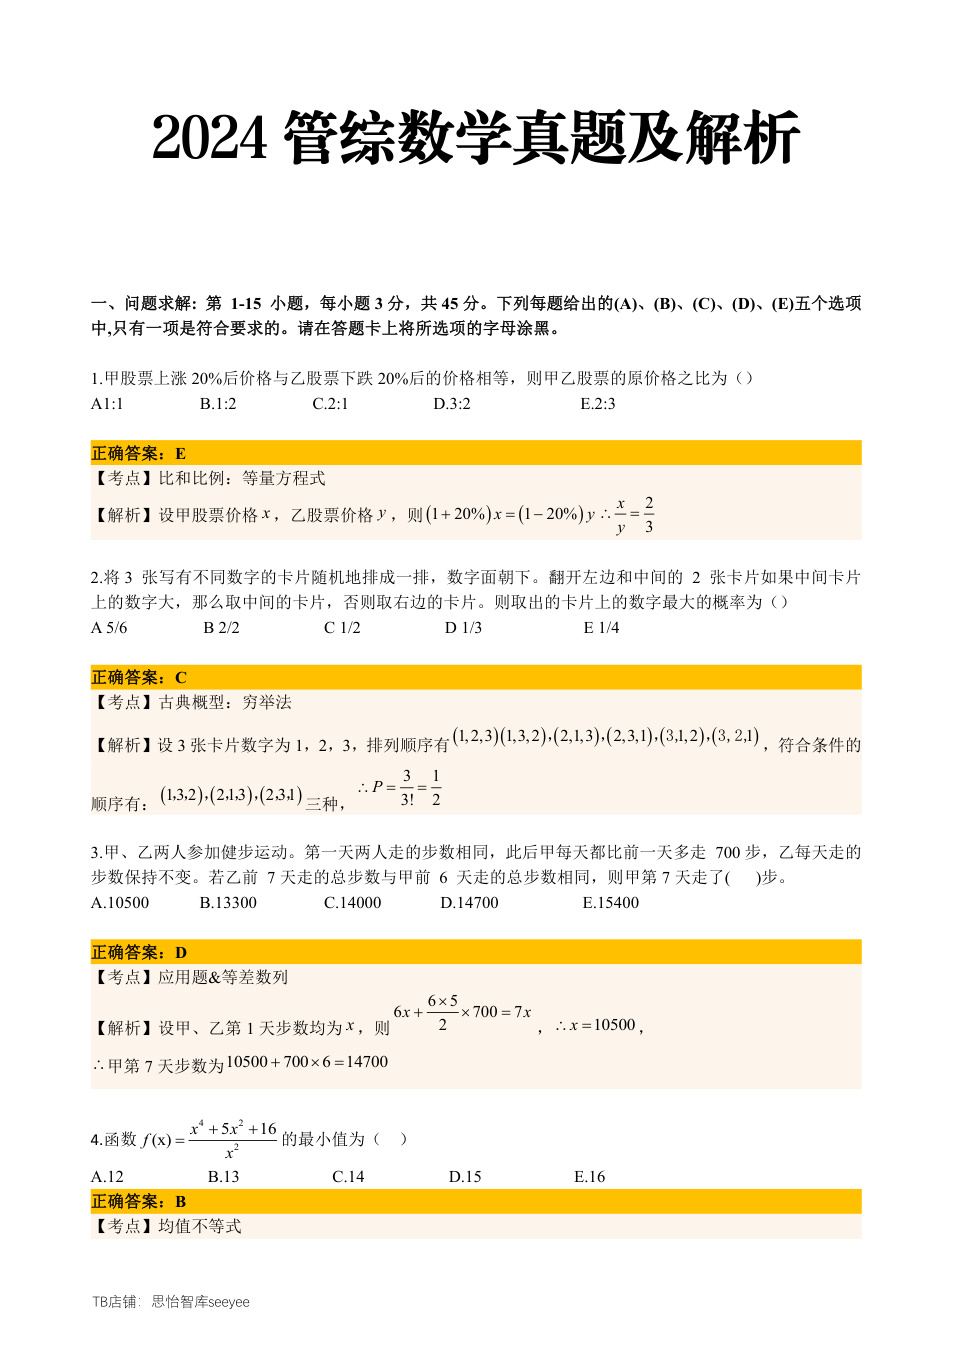 2024 管综数学真题及解析
一、问题求解: 第 1-15 小题，每小题 3 分，共 45 分。下列每题给出的(A)、(B)、(C)、(D)、(E)五个选项
中,只有一项是符合要求的。请在答题卡上将所选项的字母涂黑。
1.甲股票上涨 20%后价格与乙股票下跌 20%后的价格相等，则甲乙股票的原价格之比为（）
A1:1 B.1:2 C.2:1 D.3:2 E.2:3
正确答案：E
【考点】比和比例：等量方程式
【解析】设甲股票价格 x，乙股票价格 y，则(1+20%)x=(1−20%)y ∴x/y=2/3
2.将 3 张写有不同数字的卡片随机地排成一排，数字面朝下。翻开左边和中间的 2 张卡片如果中间卡片
上的数字大，那么取中间的卡片，否则取右边的卡片。则取出的卡片上的数字最大的概率为（）
A 5/6 B 2/2 C 1/2 D 1/3 E 1/4
正确答案：C
【考点】古典概型：穷举法
【解析】设 3 张卡片数字为 1，2，3，排列顺序有(1,2,3)(1,3,2),(2,1,3),(2,3,1),(3,1,2),(3,2,1)，符合条件的
顺序有：(1,3,2),(2,1,3),(2,3,1)三种，∴P=3/3!=1/2
3.甲、乙两人参加健步运动。第一天两人走的步数相同，此后甲每天都比前一天多走 700 步，乙每天走的
步数保持不变。若乙前 7 天走的总步数与甲前 6 天走的总步数相同，则甲第 7 天走了( )步。
A.10500 B.13300 C.14000 D.14700 E.15400
正确答案：D
【考点】应用题&等差数列
【解析】设甲、乙第 1 天步数均为 x，则 6x+6×5/2×700=7x，∴x=10500，
∴甲第 7 天步数为10500+700×6=14700
4.函数 f(x)=(x⁴+5x²+16)/x² 的最小值为（ ）
A.12 B.13 C.14 D.15 E.16
正确答案：B
【考点】均值不等式
TB店铺：思怡智库seeyee